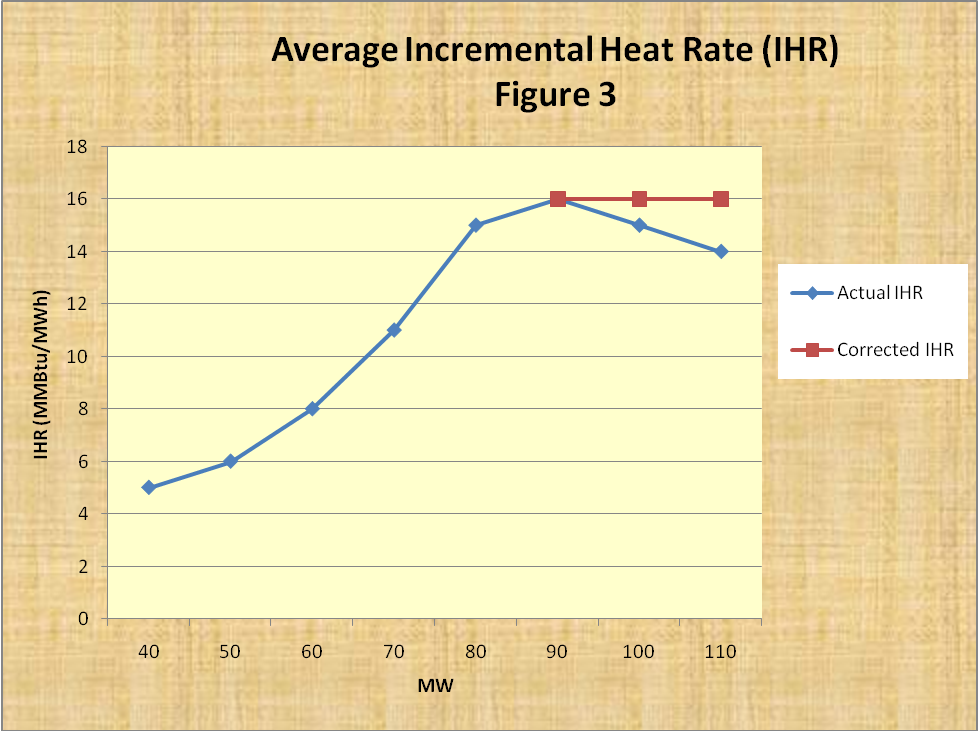 Average Incremental Heat Rate (IHR)
Figure 3
18
16
14
12
10
8
6
4
2
0
IHR (MMBtu/MWh)
40 50 60 70 80 90 100 110
MW
Actual IHR
Corrected IHR